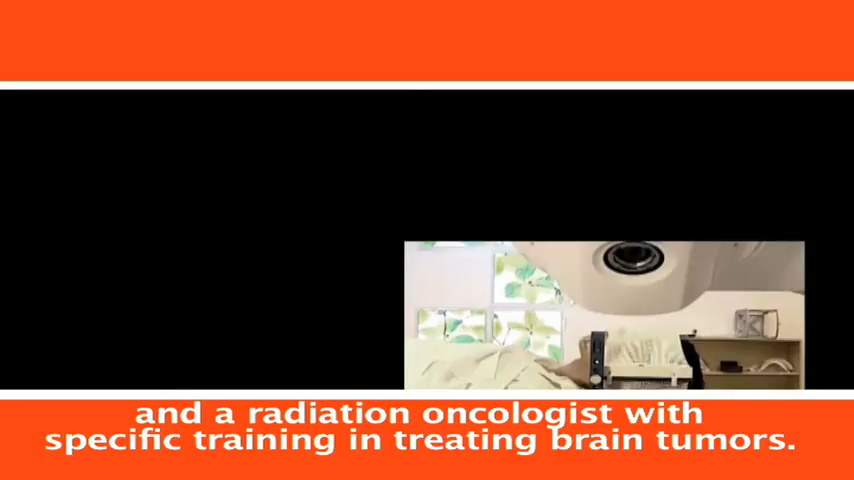 and a radiation oncologist with
specific training in treating brain tumors.